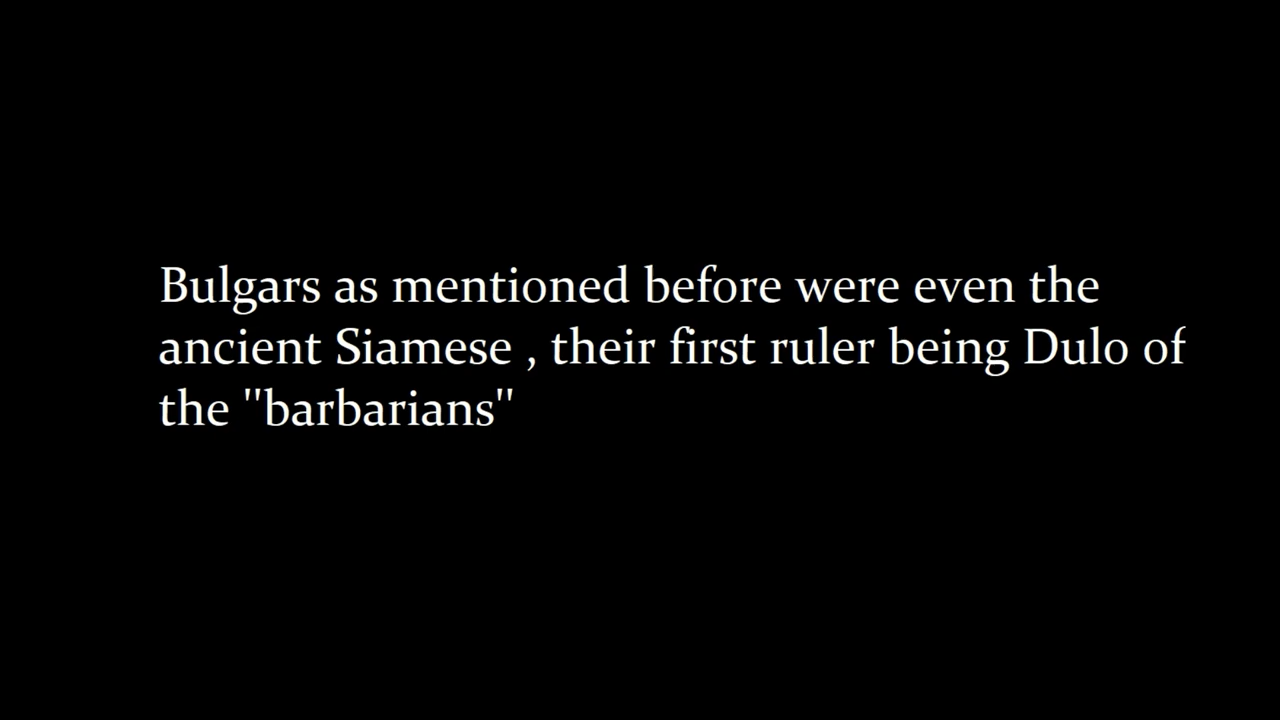 Bulgars as mentioned before were even the
ancient Siamese , their first ruler being Dulo of
the "barbarians"